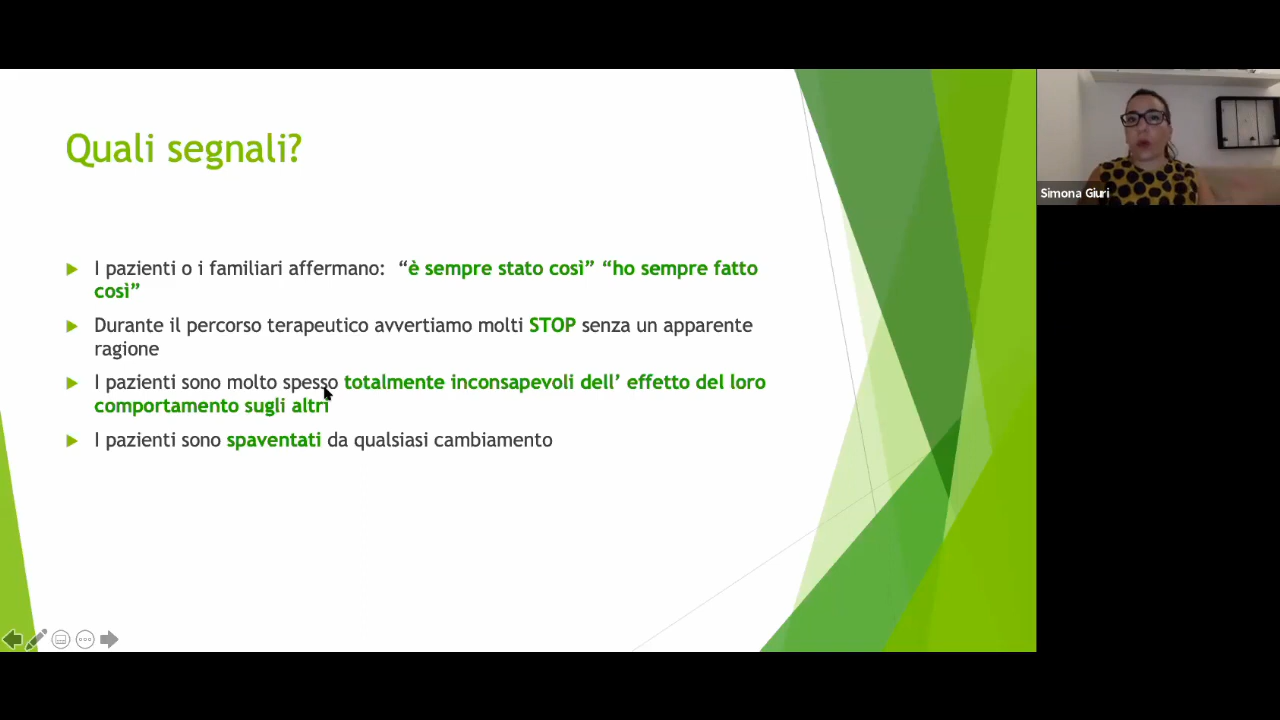 Quali segnali?
I pazienti o i familiari affermano:  “è sempre stato così” “ho sempre fatto
così”
Durante il percorso terapeutico avvertiamo molti STOP senza un apparente
ragione
I pazienti sono molto spesso totalmente inconsapevoli dell’ effetto del loro
comportamento sugli altri
I pazienti sono spaventati da qualsiasi cambiamento
Simona Giuri